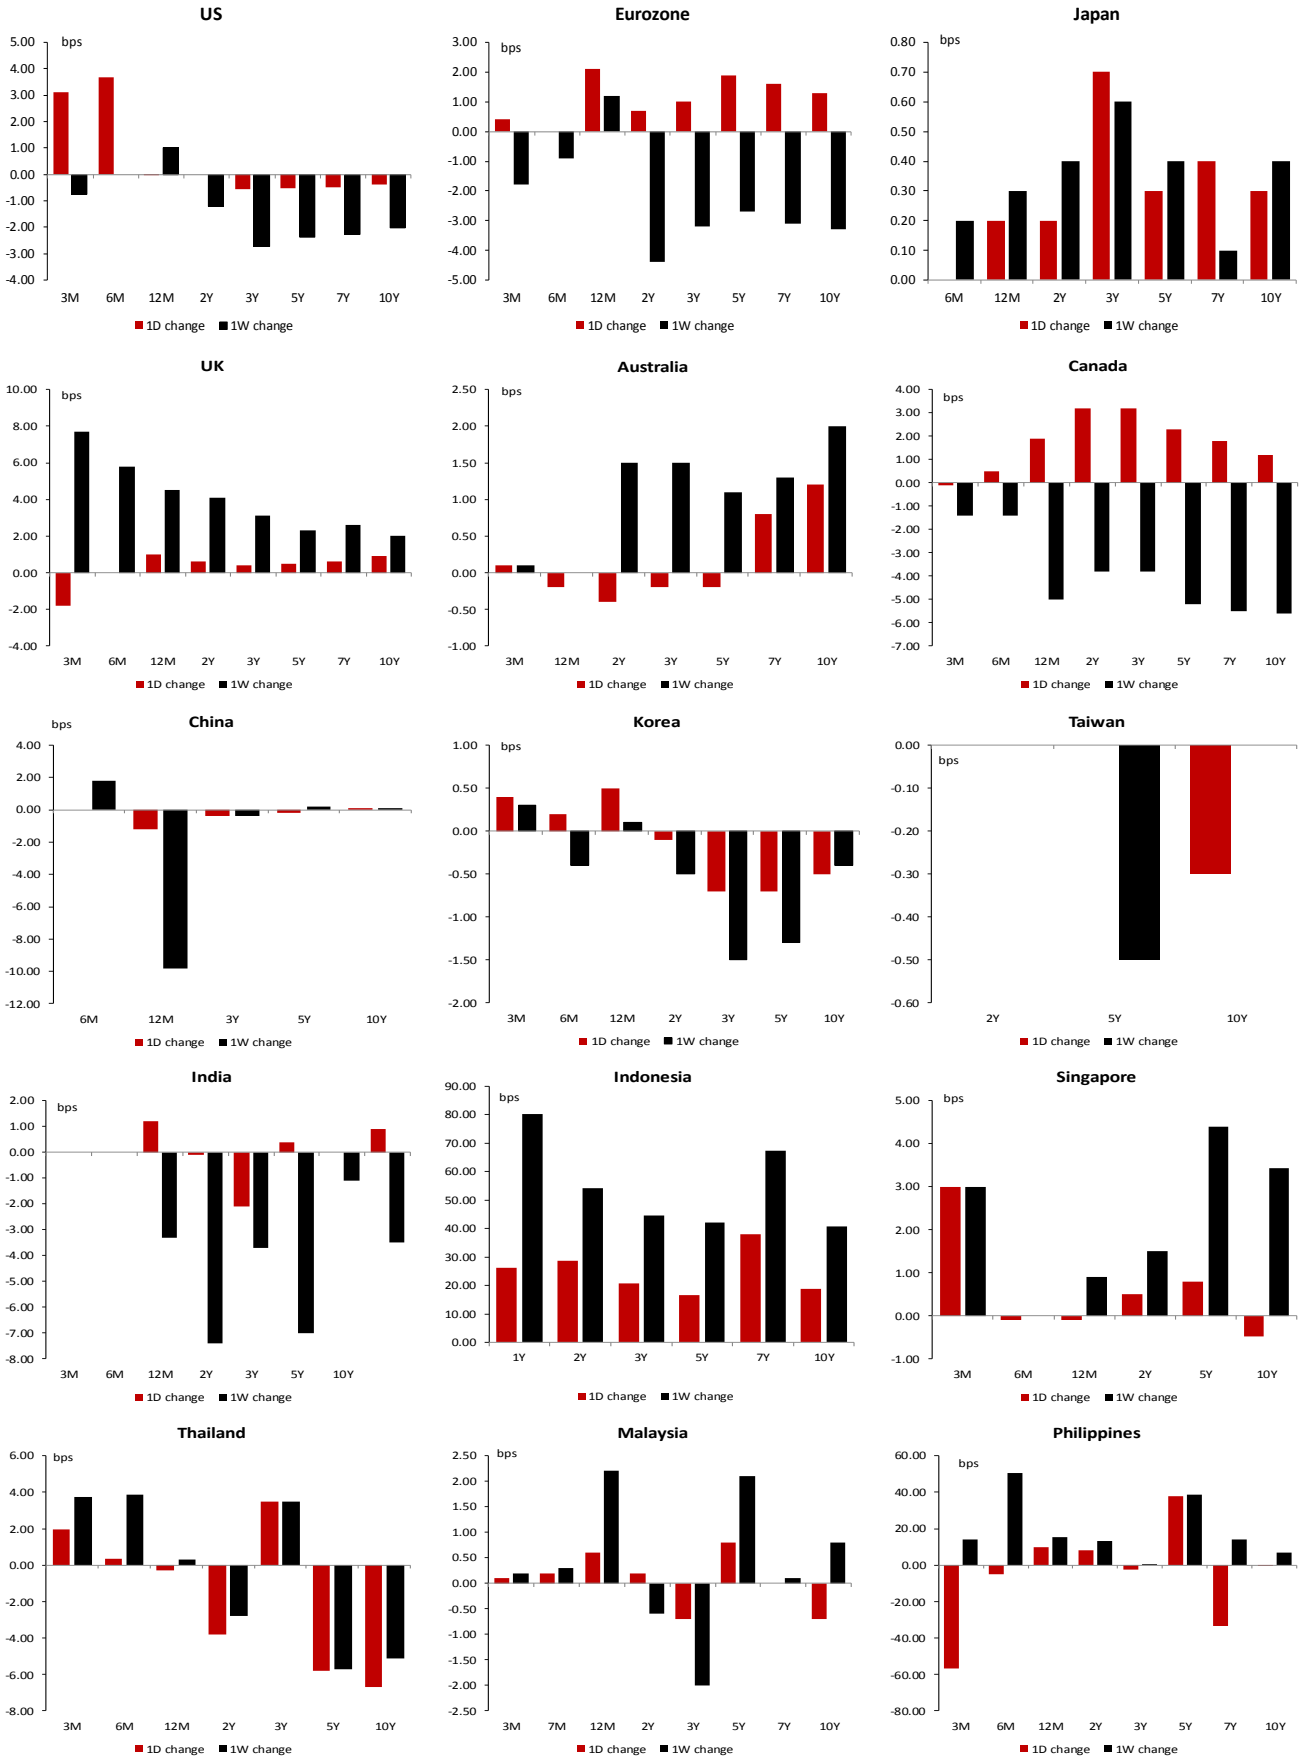 US
bps
5.00
4.00
3.00
2.00
1.00
0.00
-1.00
-2.00
-3.00
-4.00
3M 6M 12M 2Y 3Y 5Y 7Y 10Y
1D change 1W change
Eurozone
bps
3.00
2.00
1.00
0.00
-1.00
-2.00
-3.00
-4.00
-5.00
3M 6M 12M 2Y 3Y 5Y 7Y 10Y
1D change 1W change
Japan
bps
0.80
0.70
0.60
0.50
0.40
0.30
0.20
0.10
0.00
6M 12M 2Y 3Y 5Y 7Y 10Y
1D change 1W change
UK
bps
10.00
8.00
6.00
4.00
2.00
0.00
-2.00
-4.00
3M 6M 12M 2Y 3Y 5Y 7Y 10Y
1D change 1W change
Australia
bps
2.50
2.00
1.50
1.00
0.50
0.00
-0.50
-1.00
3M 12M 2Y 3Y 5Y 7Y 10Y
1D change 1W change
Canada
bps
4.00
3.00
2.00
1.00
0.00
-1.00
-2.00
-3.00
-4.00
-5.00
-6.00
-7.00
3M 6M 12M 2Y 3Y 5Y 7Y 10Y
1D change 1W change
China
bps
4.00
2.00
0.00
-2.00
-4.00
-6.00
-8.00
-10.00
-12.00
6M 12M 3Y 5Y 10Y
1D change 1W change
Korea
bps
1.00
0.50
0.00
-0.50
-1.00
-1.50
-2.00
3M 6M 12M 2Y 3Y 5Y 10Y
1D change 1W change
Taiwan
bps
0.00
-0.10
-0.20
-0.30
-0.40
-0.50
-0.60
2Y 5Y 10Y
1D change 1W change
India
bps
2.00
1.00
0.00
-1.00
-2.00
-3.00
-4.00
-5.00
-6.00
-7.00
-8.00
3M 6M 12M 2Y 3Y 5Y 10Y
1D change 1W change
Indonesia
bps
90.00
80.00
70.00
60.00
50.00
40.00
30.00
20.00
10.00
0.00
1Y 2Y 3Y 5Y 7Y 10Y
1D change 1W change
Singapore
bps
5.00
4.00
3.00
2.00
1.00
0.00
-1.00
3M 6M 12M 2Y 5Y 10Y
1D change 1W change
Thailand
bps
6.00
4.00
2.00
0.00
-2.00
-4.00
-6.00
-8.00
3M 6M 12M 2Y 3Y 5Y 10Y
1D change 1W change
Malaysia
bps
2.50
2.00
1.50
1.00
0.50
0.00
-0.50
-1.00
-1.50
-2.00
-2.50
3M 7M 12M 2Y 3Y 5Y 7Y 10Y
1D change 1W change
Philippines
bps
60.00
40.00
20.00
0.00
-20.00
-40.00
-60.00
-80.00
3M 6M 12M 2Y 3Y 5Y 7Y 10Y
1D change 1W change